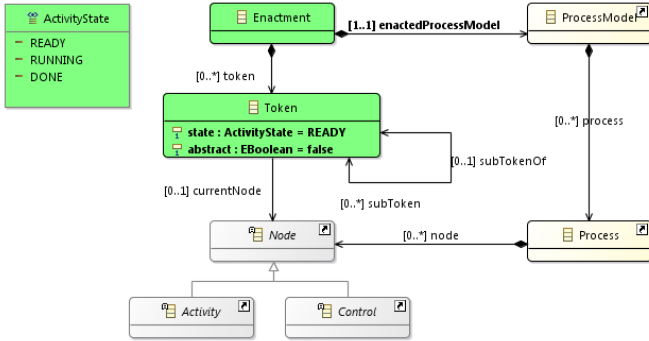 ActivityState
READY
RUNNING
DONE
Enactment
[1..1] enactedProcessModel
ProcessModel
[0..*] token
[0..*] process
Token
state : ActivityState = READY
abstract : EBoolean = false
[0..1] subTokenOf
[0..*] subToken
[0..1] currentNode
Node
[0..*] node
Process
Activity
Control